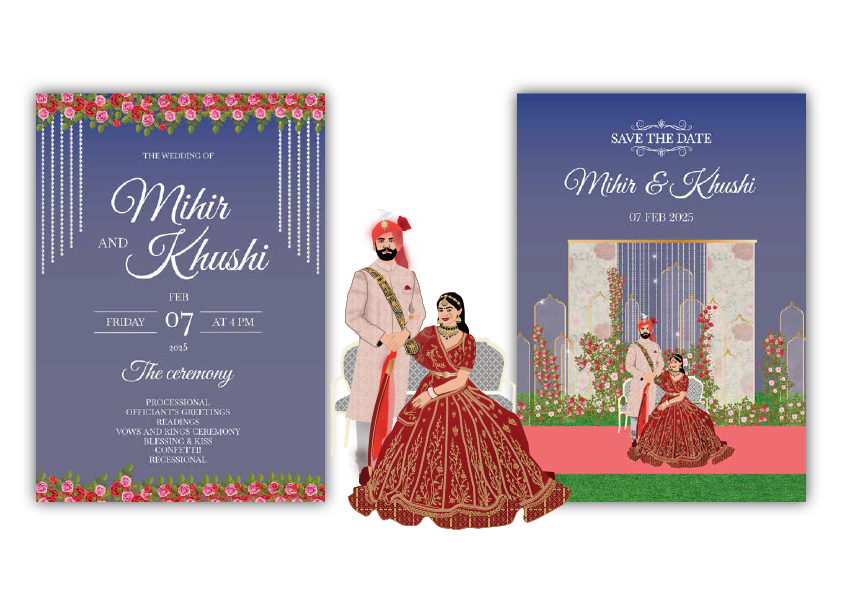 THE WEDDING OF
Mihir
AND
Khushi
FEB
FRIDAY 07 AT 4 PM
2025
The ceremony
PROCESSIONAL
OFFICIANT'S GREETINGS
READINGS
VOWS AND RINGS CEREMONY
BLESSING & KISS
CONFETTI!
RECESSIONAL
SAVE THE DATE
Mihir & Khushi
07 FEB 2025